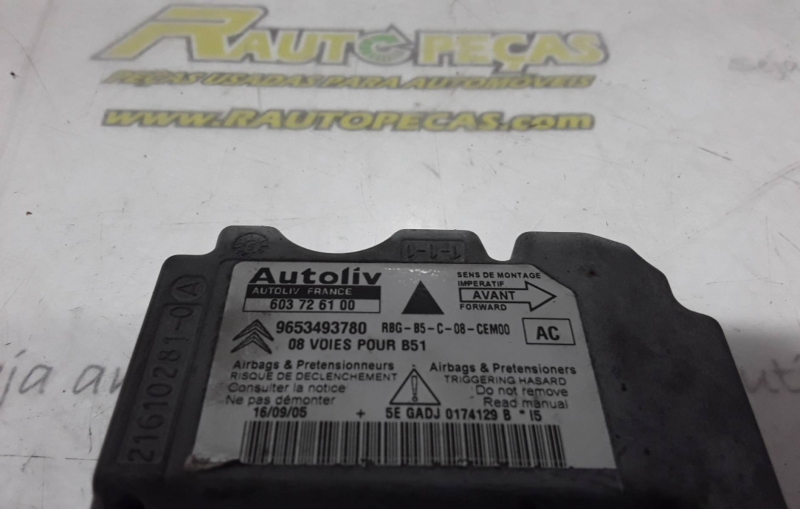 RAUTOPEÇAS
PEÇAS USADAS PARA AUTOMÓVEIS
www.RAUTOPECAS.com
Autoliv
AUTOLIV FRANCE
603 72 61 00
SENS DE MONTAGE
IMPERATIF
AVANT
FORWARD
9653493780 RBG-B5-C-08-CEM00
AC
08 VOIES POUR B51
Airbags & Pretensionneurs
RISQUE DE DECLENCHEMENT
Consulter la notice
Ne pas démonter
16/09/05
Airbag & Pretensioners
TRIGGERING HASARD
Do not remove
Read manual
+ 5E GADJ 0174129 B * I5
21610281-0 A